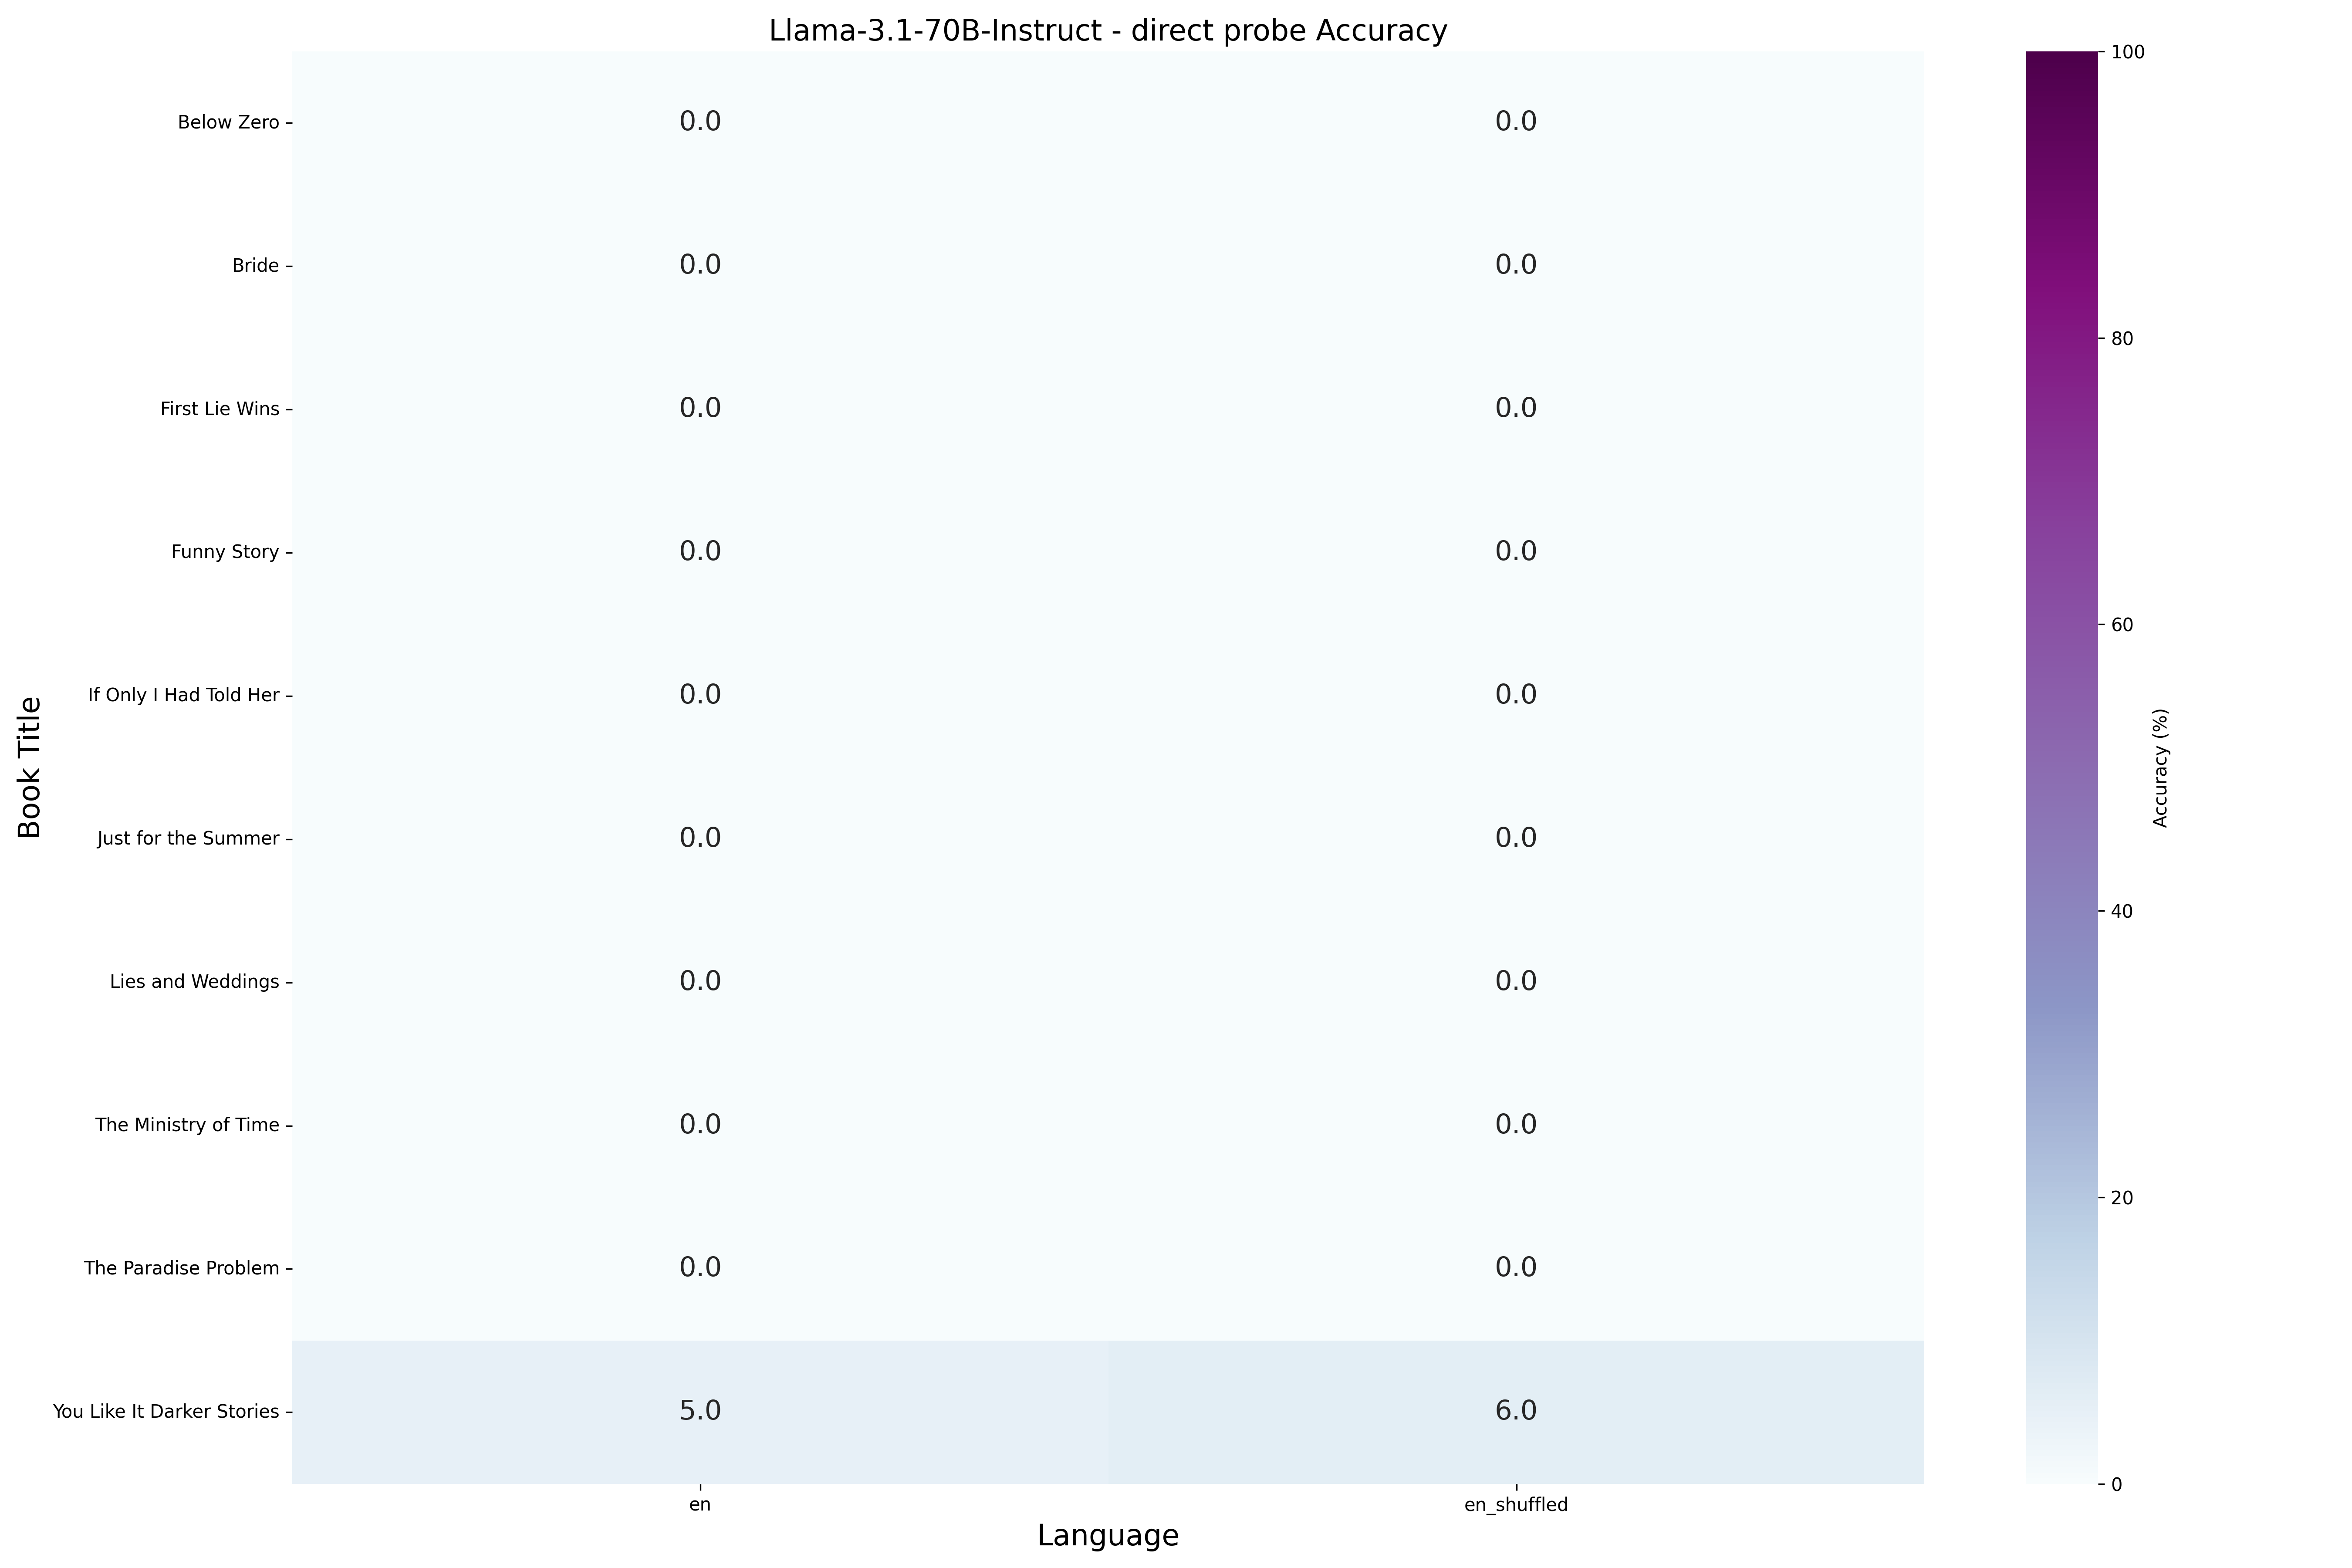 Llama-3.1-70B-Instruct - direct probe Accuracy
Book Title
Below Zero 0.0 0.0
Bride 0.0 0.0
First Lie Wins 0.0 0.0
Funny Story 0.0 0.0
If Only I Had Told Her 0.0 0.0
Just for the Summer 0.0 0.0
Lies and Weddings 0.0 0.0
The Ministry of Time 0.0 0.0
The Paradise Problem 0.0 0.0
You Like It Darker Stories 5.0 6.0
en en_shuffled
Language
100
80
60
40
20
0
Accuracy (%)